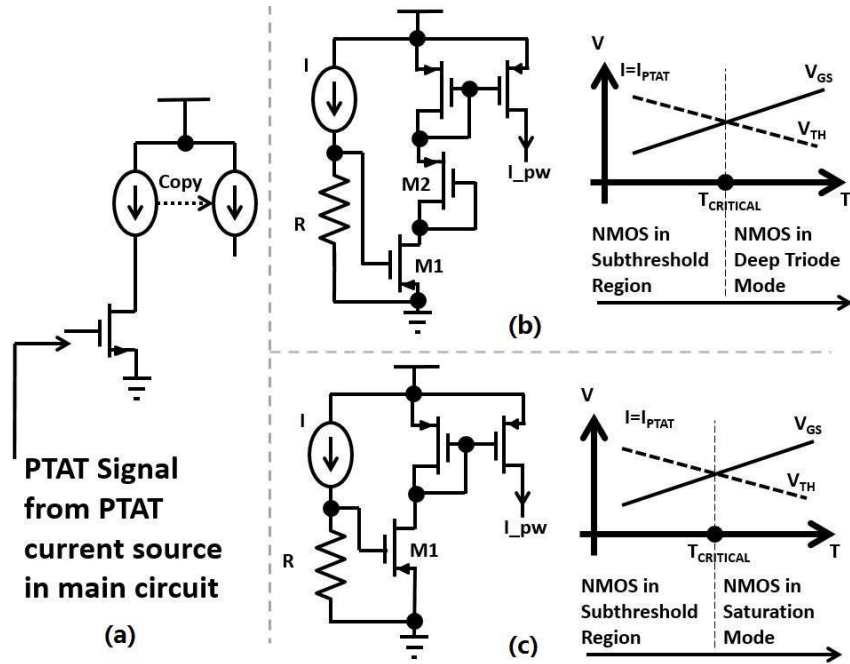 Copy
PTAT Signal
from PTAT
current source
in main circuit
(a)
I
R
M2
M1
I_pw
(b)
V
I=I_PTAT
V_GS
V_TH
T_CRITICAL
T
NMOS in
Subthreshold
Region
NMOS in
Deep Triode
Mode
I
R
M1
I_pw
(c)
V
I=I_PTAT
V_GS
V_TH
T_CRITICAL
T
NMOS in
Subthreshold
Region
NMOS in
Saturation
Mode